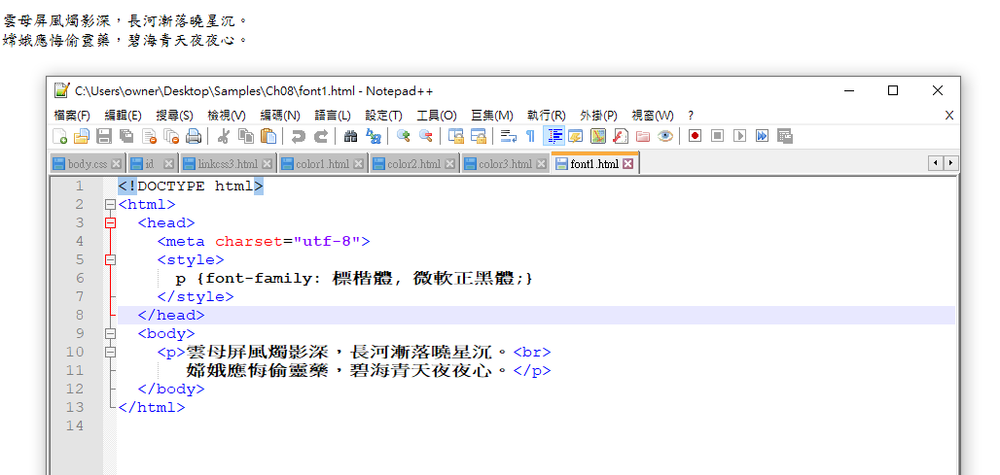 雲母屏風燭影深，長河漸落曉星沉。
嫦娥應悔偷靈藥，碧海青天夜夜心。
C:\Users\owner\Desktop\Samples\Ch08\font1.html - Notepad++
檔案(F) 編輯(E) 搜尋(S) 檢視(V) 編碼(N) 語言(L) 設定(T) 工具(O) 巨集(M) 執行(R) 外掛(P) 視窗(W) ? X
body.css id linkcss3.html color1.html color2.html color3.html font1.html
1 <!DOCTYPE html>
2 <html>
3 <head>
4 <meta charset="utf-8">
5 <style>
6 p {font-family: 標楷體, 微軟正黑體;}
7 </style>
8 </head>
9 <body>
10 <p>雲母屏風燭影深，長河漸落曉星沉。<br>
11 嫦娥應悔偷靈藥，碧海青天夜夜心。</p>
12 </body>
13 </html>
14